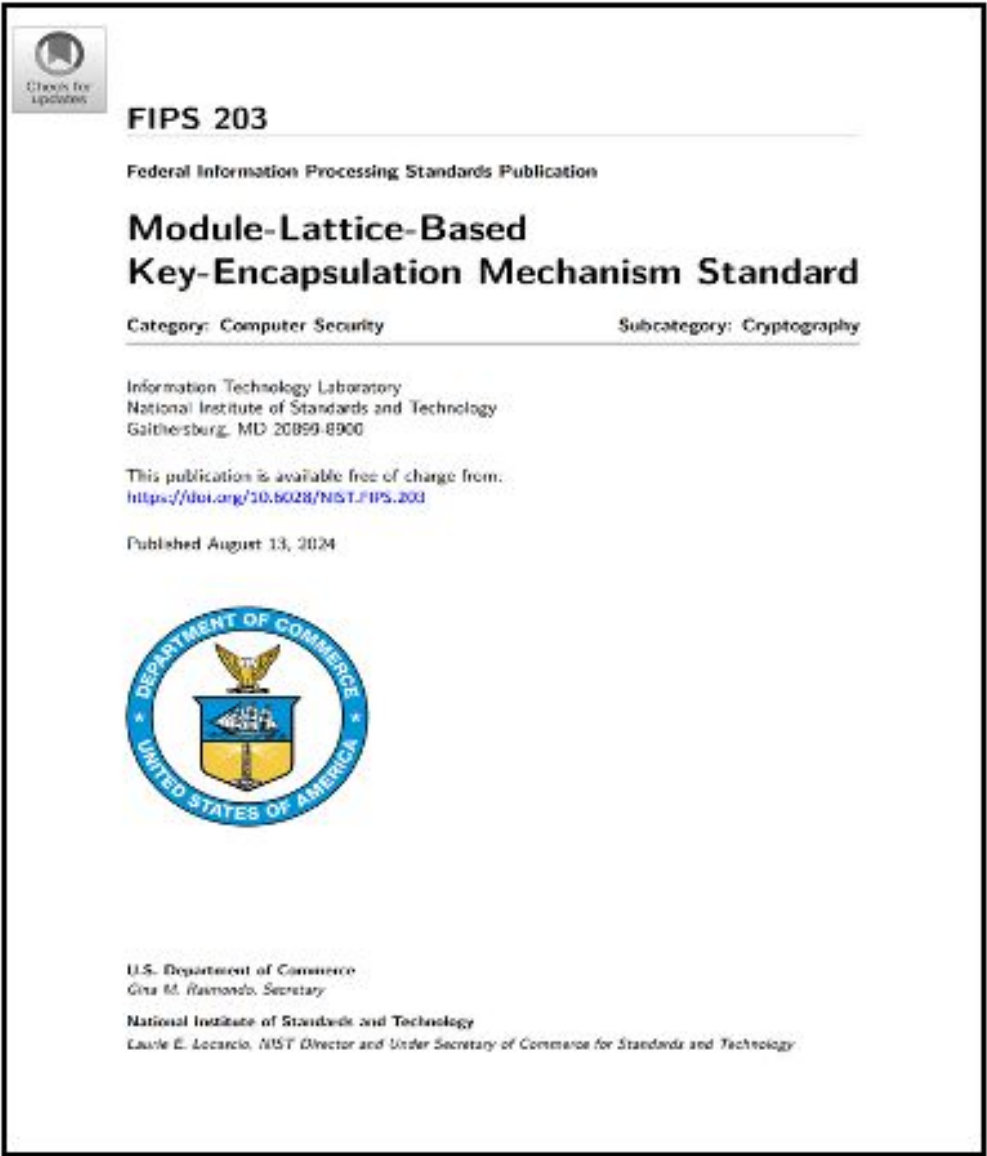 Check for
updates
FIPS 203
Federal Information Processing Standards Publication
Module-Lattice-Based
Key-Encapsulation Mechanism Standard
Category: Computer Security Subcategory: Cryptography
Information Technology Laboratory
National Institute of Standards and Technology
Gaithersburg, MD 20899-8900
This publication is available free of charge from:
https://doi.org/10.6028/NIST.FIPS.203
Published August 13, 2024
DEPARTMENT OF COMMERCE
UNITED STATES OF AMERICA
U.S. Department of Commerce
Gina M. Raimondo, Secretary
National Institute of Standards and Technology
Laurie E. Locascio, NIST Director and Under Secretary of Commerce for Standards and Technology